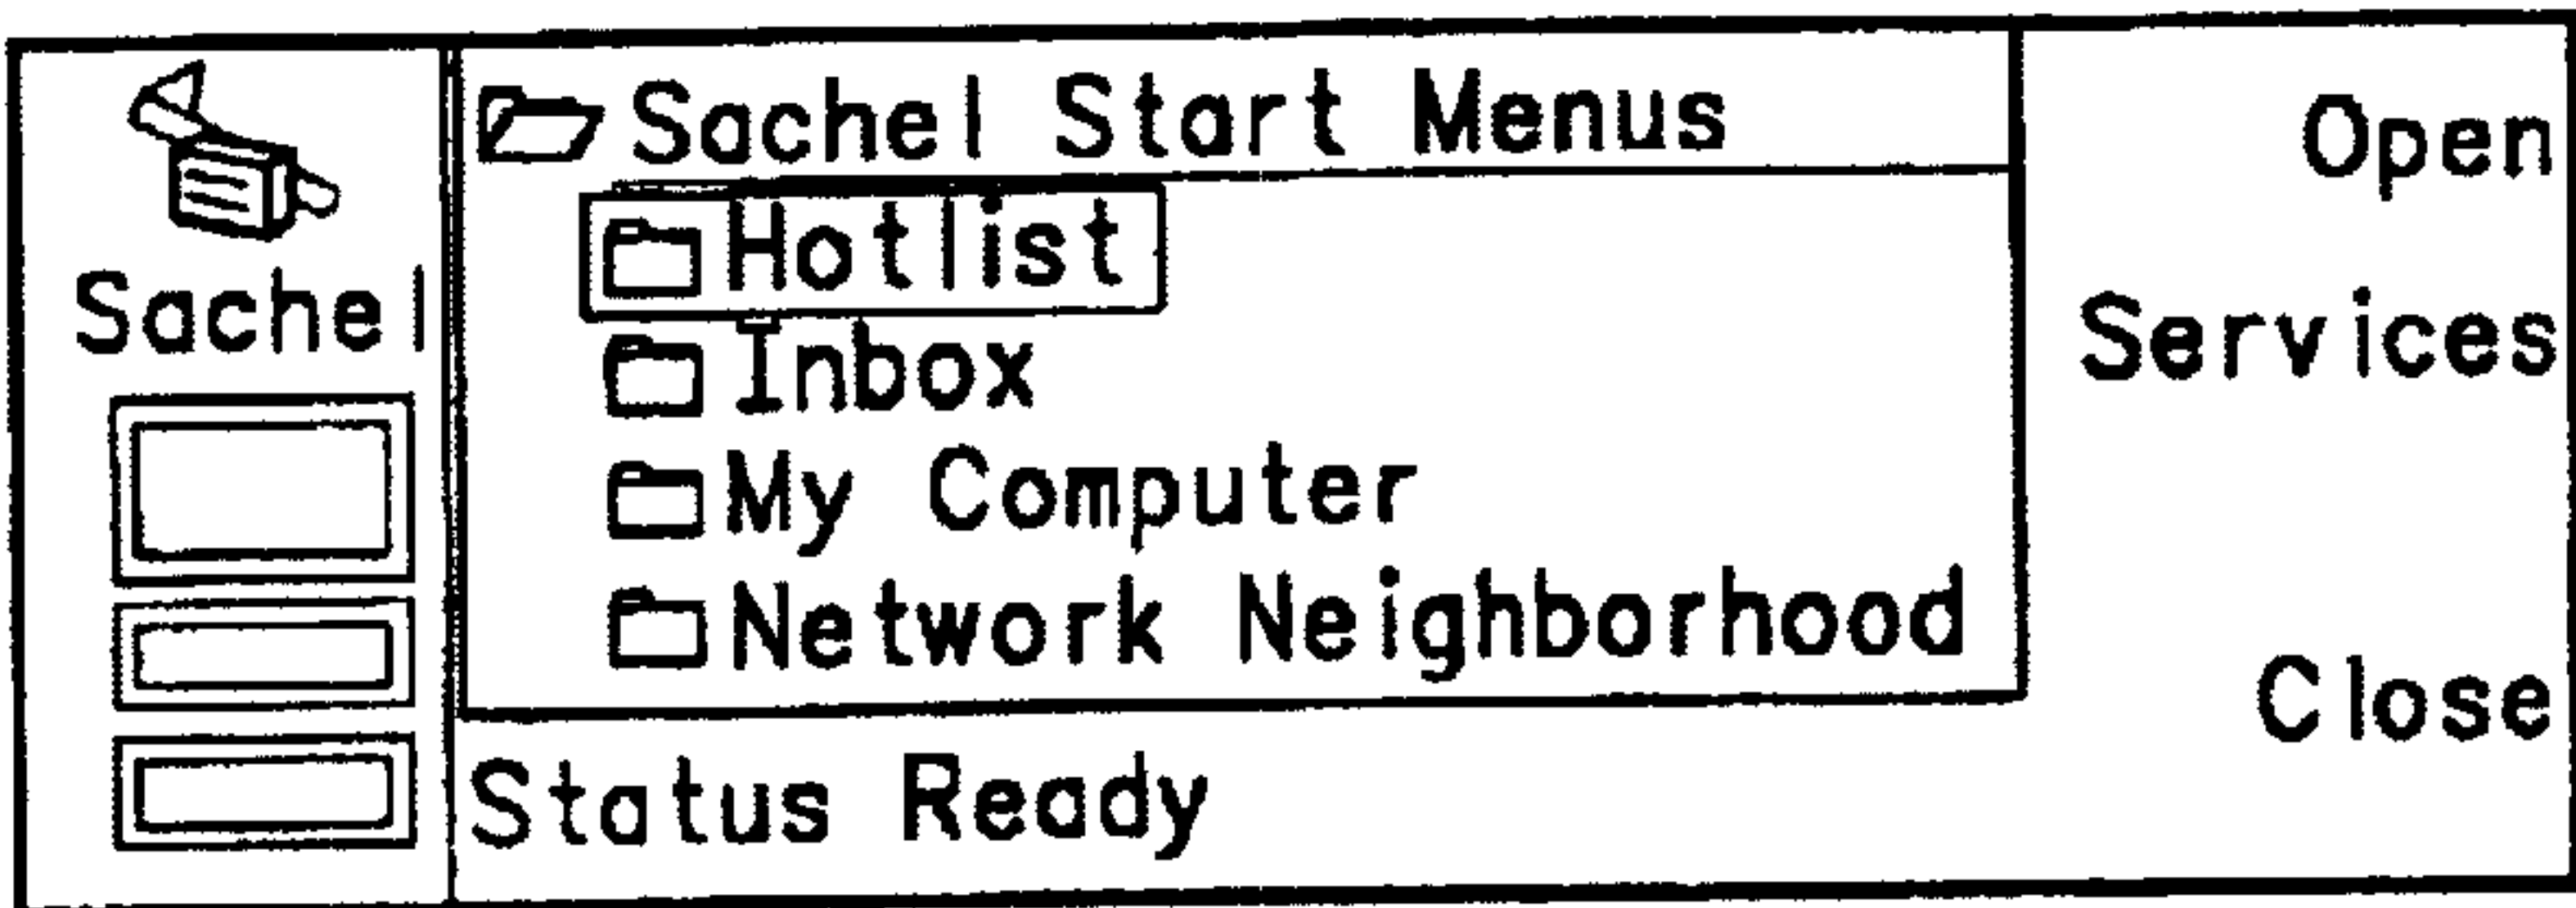 Sachel
Sachel Start Menus
Hotlist
Inbox
My Computer
Network Neighborhood
Status Ready
Open
Services
Close